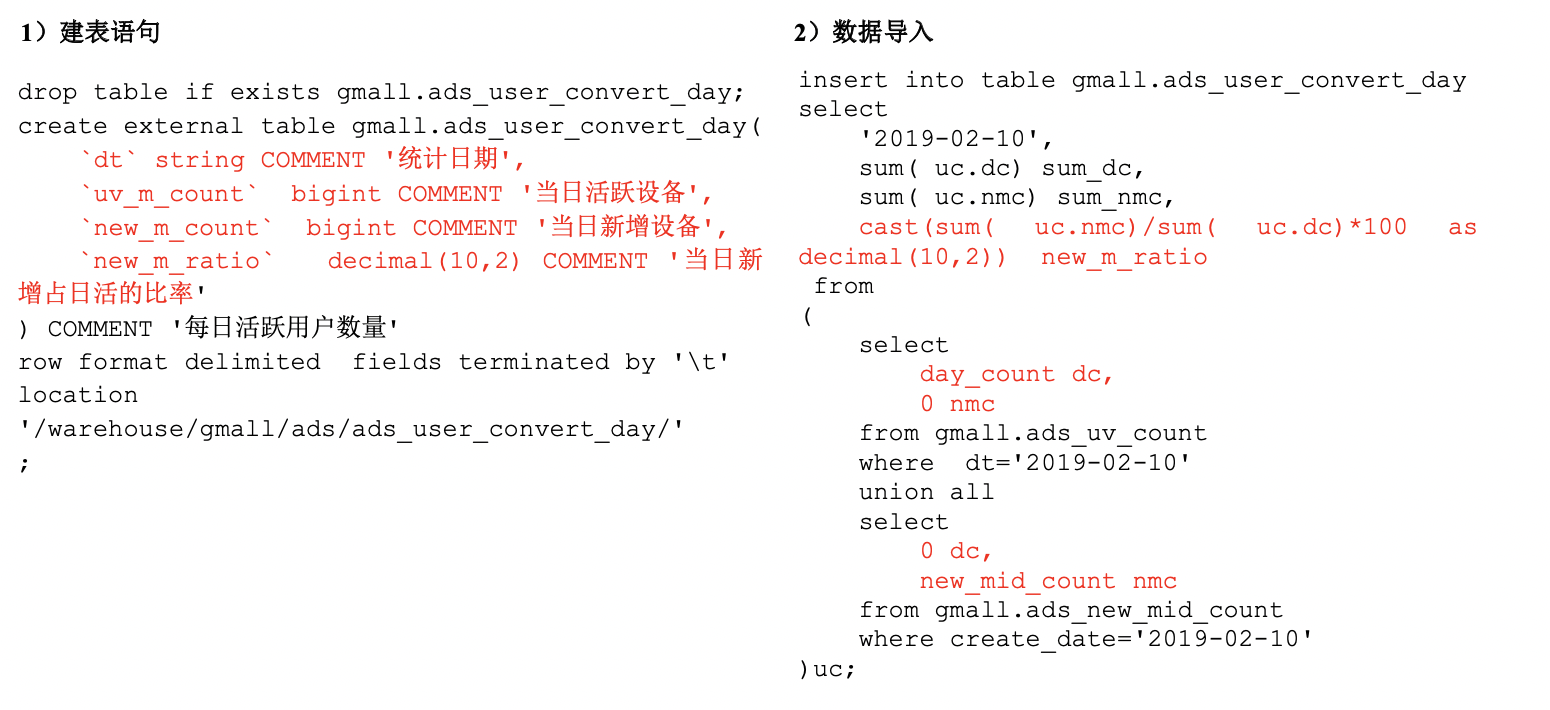 1）建表语句
drop table if exists gmall.ads_user_convert_day;
create external table gmall.ads_user_convert_day(
    `dt` string COMMENT '统计日期',
    `uv_m_count`  bigint COMMENT '当日活跃设备',
    `new_m_count`  bigint COMMENT '当日新增设备',
    `new_m_ratio`   decimal(10,2) COMMENT '当日新
增占日活的比率'
) COMMENT '每日活跃用户数量'
row format delimited  fields terminated by '\t'
location
'/warehouse/gmall/ads/ads_user_convert_day/'
;
2）数据导入
insert into table gmall.ads_user_convert_day
select
    '2019-02-10',
    sum( uc.dc) sum_dc,
    sum( uc.nmc) sum_nmc,
    cast(sum(  uc.nmc)/sum(  uc.dc)*100  as
decimal(10,2))  new_m_ratio
 from
(
    select
        day_count dc,
        0 nmc
    from gmall.ads_uv_count
    where  dt='2019-02-10'
    union all
    select
        0 dc,
        new_mid_count nmc
    from gmall.ads_new_mid_count
    where create_date='2019-02-10'
)uc;